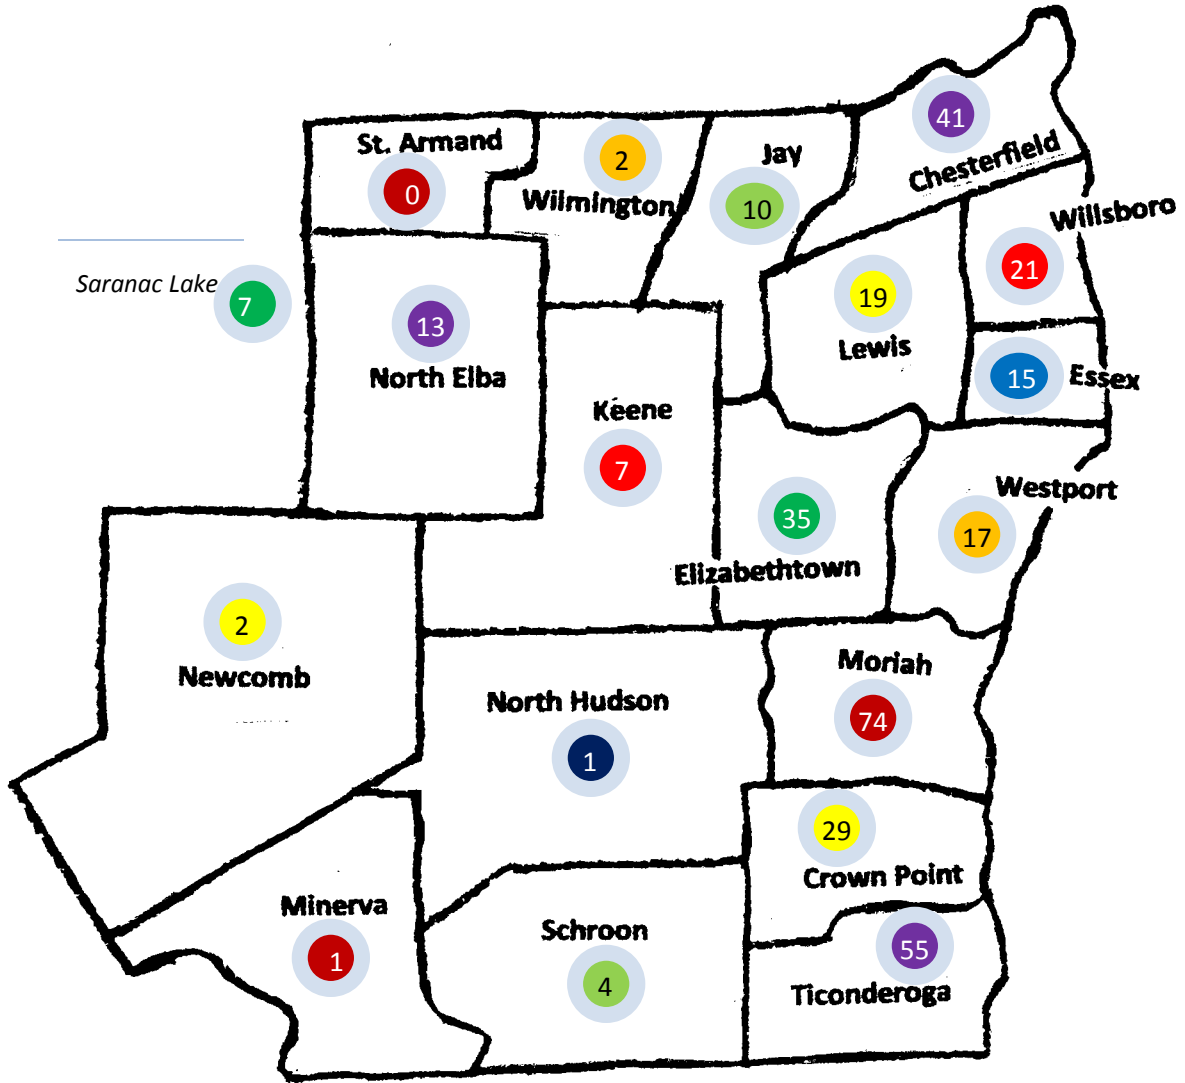 41
St. Armand
2
Jay
Chesterfield
0
Wilmington
10
Willsboro
21
Saranac Lake
7
13
19
Lewis
North Elba
15
Essex
Keene
7
Westport
35
17
Elizabethtown
2
Newcomb
Moriah
North Hudson
74
1
29
Crown Point
Minerva
Schroon
55
1
4
Ticonderoga